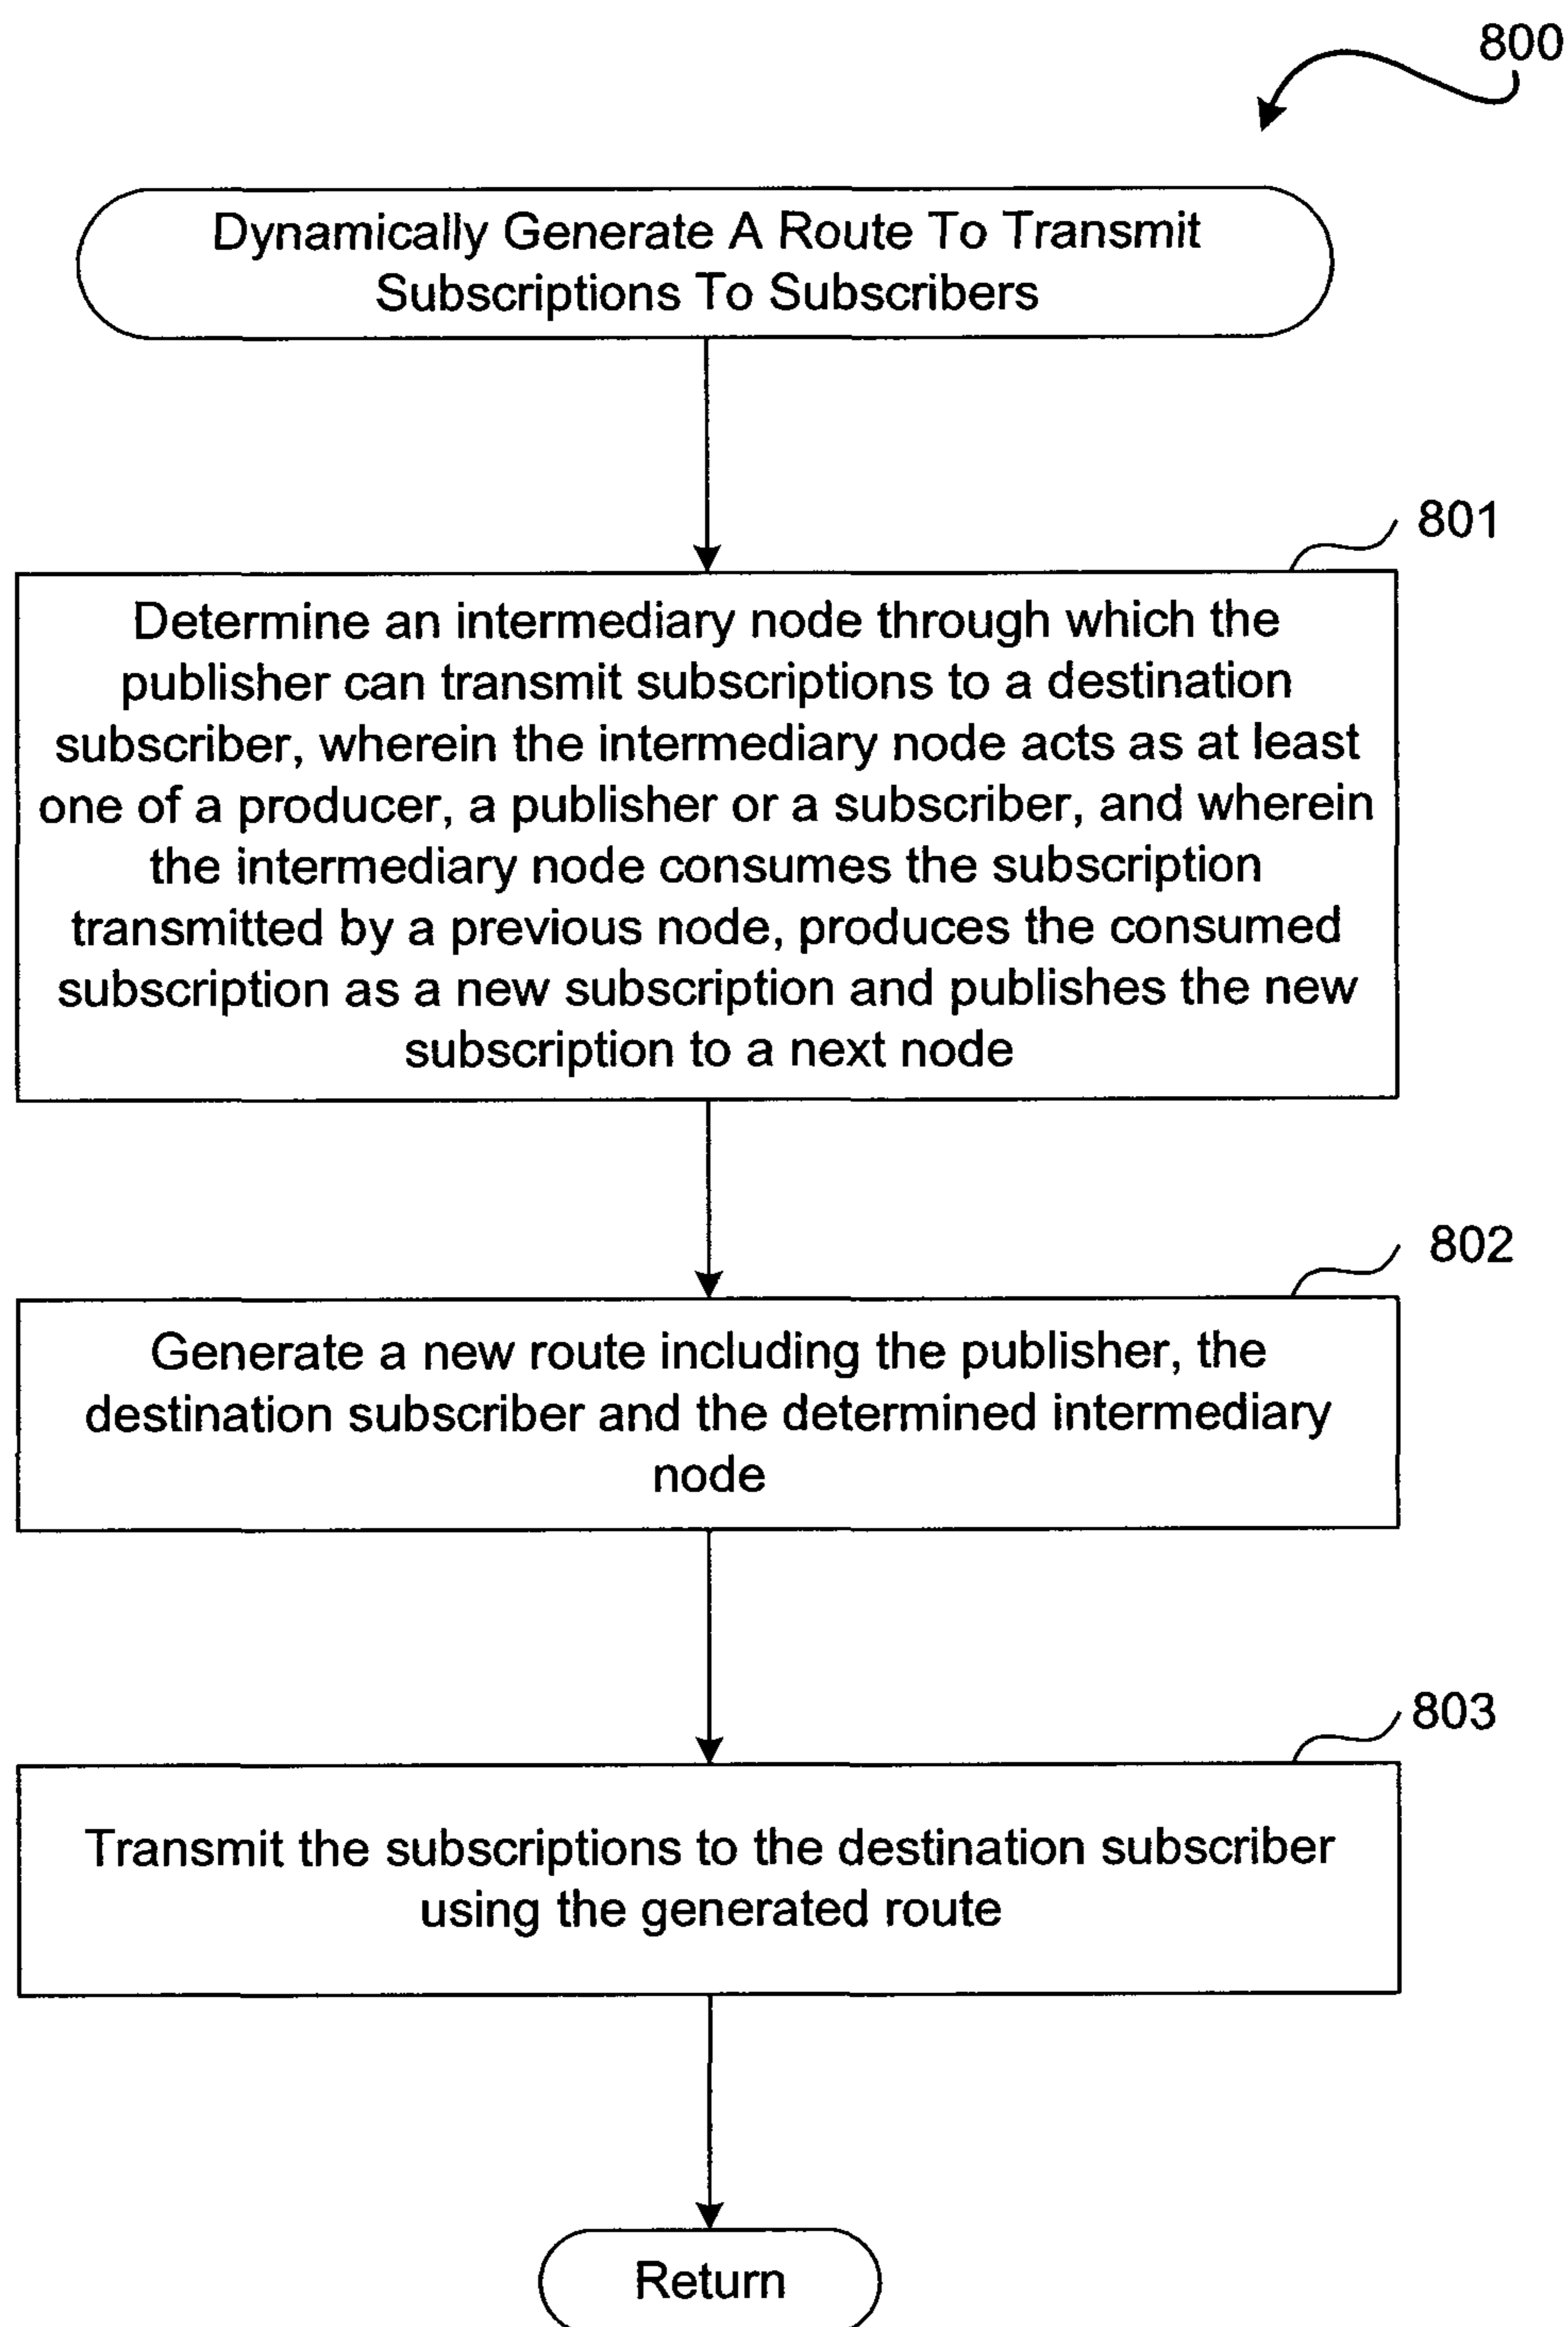 800
Dynamically Generate A Route To Transmit
Subscriptions To Subscribers
801
Determine an intermediary node through which the
publisher can transmit subscriptions to a destination
subscriber, wherein the intermediary node acts as at least
one of a producer, a publisher or a subscriber, and wherein
the intermediary node consumes the subscription
transmitted by a previous node, produces the consumed
subscription as a new subscription and publishes the new
subscription to a next node
802
Generate a new route including the publisher, the
destination subscriber and the determined intermediary
node
803
Transmit the subscriptions to the destination subscriber
using the generated route
Return